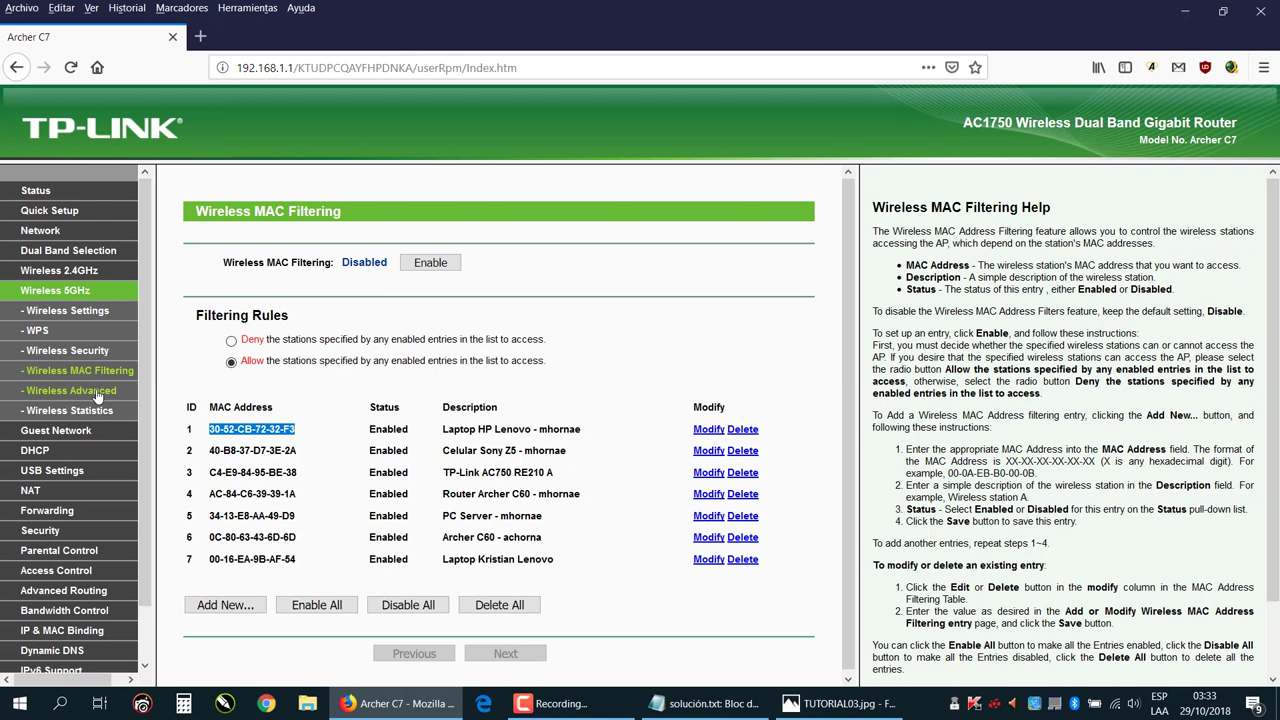 Archivo Editar Ver Historial Marcadores Herramientas Ayuda
Archer C7
192.168.1.1/KTUDPCQAYFHPDNKA/userRpm/Index.htm
TP-LINK
AC1750 Wireless Dual Band Gigabit Router
Model No. Archer C7
Status
Quick Setup
Network
Dual Band Selection
Wireless 2.4GHz
Wireless 5GHz
- Wireless Settings
- WPS
- Wireless Security
- Wireless MAC Filtering
- Wireless Advanced
- Wireless Statistics
Guest Network
DHCP
USB Settings
NAT
Forwarding
Security
Parental Control
Access Control
Advanced Routing
Bandwidth Control
IP & MAC Binding
Dynamic DNS
IPv6 Support
Wireless MAC Filtering
Wireless MAC Filtering: Disabled Enable
Filtering Rules
Deny the stations specified by any enabled entries in the list to access.
Allow the stations specified by any enabled entries in the list to access.
ID MAC Address Status Description Modify
1 30-52-CB-72-32-F3 Enabled Laptop HP Lenovo - mhornae Modify Delete
2 40-B8-37-D7-3E-2A Enabled Celular Sony Z5 - mhornae Modify Delete
3 C4-E9-84-95-BE-38 Enabled TP-Link AC750 RE210 A Modify Delete
4 AC-84-C6-39-39-1A Enabled Router Archer C60 - mhornae Modify Delete
5 34-13-E8-AA-49-D9 Enabled PC Server - mhornae Modify Delete
6 0C-80-63-43-6D-6D Enabled Archer C60 - achorna Modify Delete
7 00-16-EA-9B-AF-54 Enabled Laptop Kristian Lenovo Modify Delete
Add New... Enable All Disable All Delete All
Previous Next
Wireless MAC Filtering Help
The Wireless MAC Address Filtering feature allows you to control the wireless stations
accessing the AP, which depend on the station's MAC addresses.
MAC Address - The wireless station's MAC address that you want to access.
Description - A simple description of the wireless station.
Status - The status of this entry , either Enabled or Disabled.
To disable the Wireless MAC Address Filters feature, keep the default setting, Disable.
To set up an entry, click Enable, and follow these instructions:
First, you must decide whether the specified wireless stations can or cannot access the
AP. If you desire that the specified wireless stations can access the AP, please select
the radio button Allow the stations specified by any enabled entries in the list to
access, otherwise, select the radio button Deny the stations specified by any
enabled entries in the list to access.
To Add a Wireless MAC Address filtering entry, clicking the Add New... button, and
following these instructions:
1. Enter the appropriate MAC Address into the MAC Address field. The format of
the MAC Address is XX-XX-XX-XX-XX-XX (X is any hexadecimal digit). For
example, 00-0A-EB-B0-00-0B.
2. Enter a simple description of the wireless station in the Description field. For
example, Wireless station A.
3. Status - Select Enabled or Disabled for this entry on the Status pull-down list.
4. Click the Save button to save this entry.
To add another entries, repeat steps 1~4.
To modify or delete an existing entry:
1. Click the Edit or Delete button in the modify column in the MAC Address
Filtering Table.
2. Enter the value as desired in the Add or Modify Wireless MAC Address
Filtering entry page, and click the Save button.
You can click the Enable All button to make all the Entries enabled, click the Disable All
button to make all the Entries disabled, click the Delete All button to delete all the
entries.
Archer C7 - Mozilla ...
Recording...
solución.txt: Bloc d...
TUTORIAL03.jpg - F...
ESP
LAA
03:33
29/10/2018